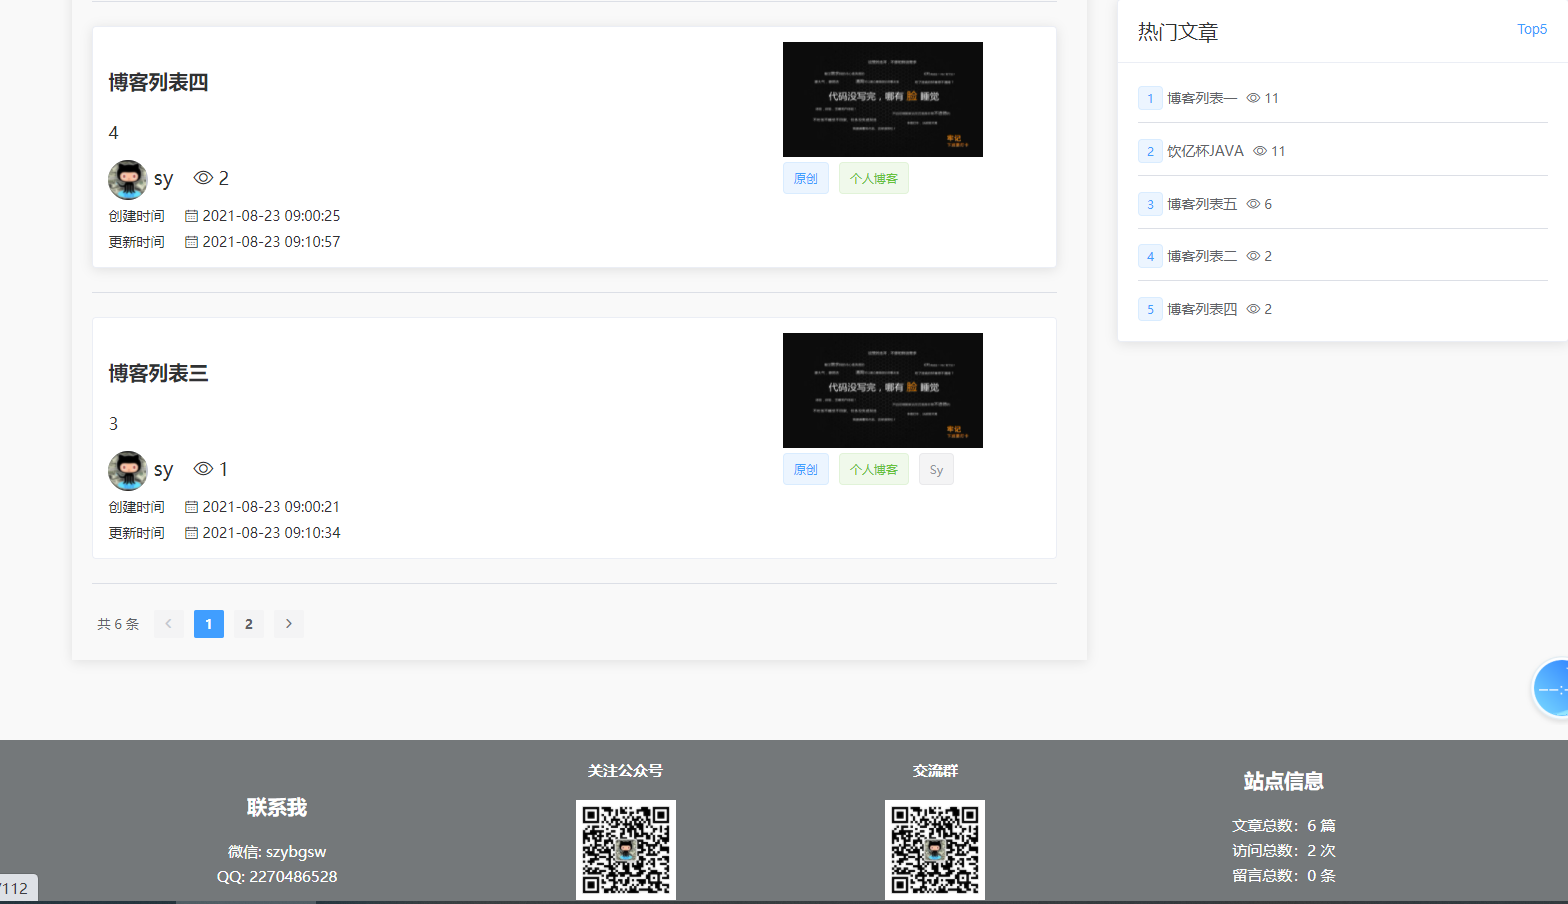 博客列表四
4
sy 2
创建时间 2021-08-23 09:00:25
更新时间 2021-08-23 09:10:57
代码没写完，哪有 脸 睡觉
牢记
原创 个人博客
博客列表三
3
sy 1
创建时间 2021-08-23 09:00:21
更新时间 2021-08-23 09:10:34
代码没写完，哪有 脸 睡觉
牢记
原创 个人博客 Sy
共 6 条 1 2
热门文章 Top5
1 博客列表一 11
2 饮亿杯JAVA 11
3 博客列表五 6
4 博客列表二 2
5 博客列表四 2
--:-
联系我
微信: szybgsw
QQ: 2270486528
关注公众号
交流群
站点信息
文章总数：6 篇
访问总数：2 次
留言总数：0 条
/112